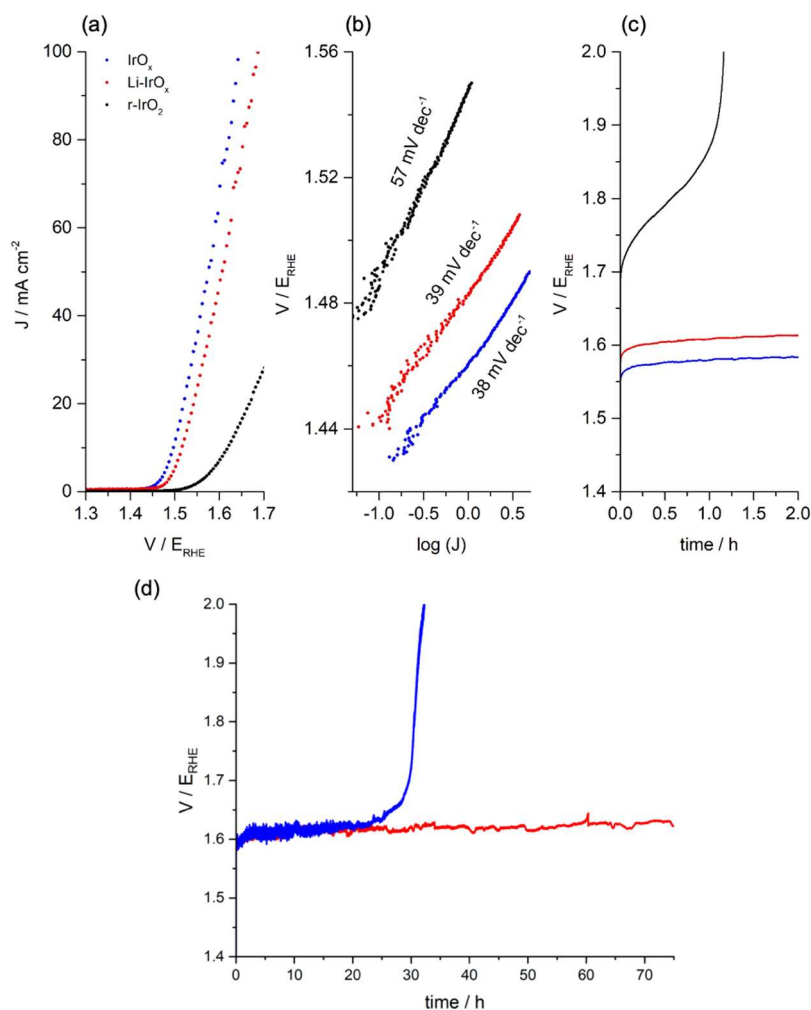 (a)
100
80
60
40
20
0
J / mA cm⁻²
IrOₓ
Li-IrOₓ
r-IrO₂
1.3 1.4 1.5 1.6 1.7
V / E_RHE
(b)
1.56
1.52
1.48
1.44
V / E_RHE
57 mV dec⁻¹
39 mV dec⁻¹
38 mV dec⁻¹
-1.0 -0.5 0.0 0.5
log (J)
(c)
2.0
1.9
1.8
1.7
1.6
1.5
1.4
V / E_RHE
0.0 0.5 1.0 1.5 2.0
time / h
(d)
2.0
1.9
1.8
1.7
1.6
1.5
1.4
V / E_RHE
0 10 20 30 40 50 60 70
time / h